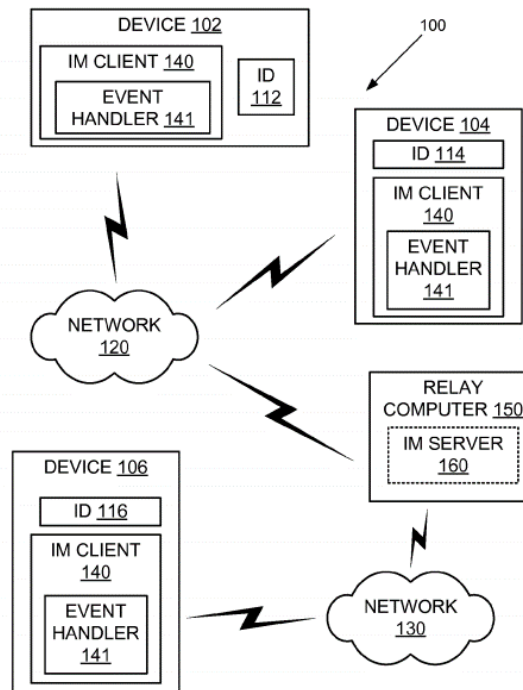 DEVICE 102
IM CLIENT 140
EVENT
HANDLER 141
ID
112
100
DEVICE 104
ID 114
IM CLIENT
140
EVENT
HANDLER
141
NETWORK
120
RELAY
COMPUTER 150
IM SERVER
160
DEVICE 106
ID 116
IM CLIENT
140
EVENT
HANDLER
141
NETWORK
130